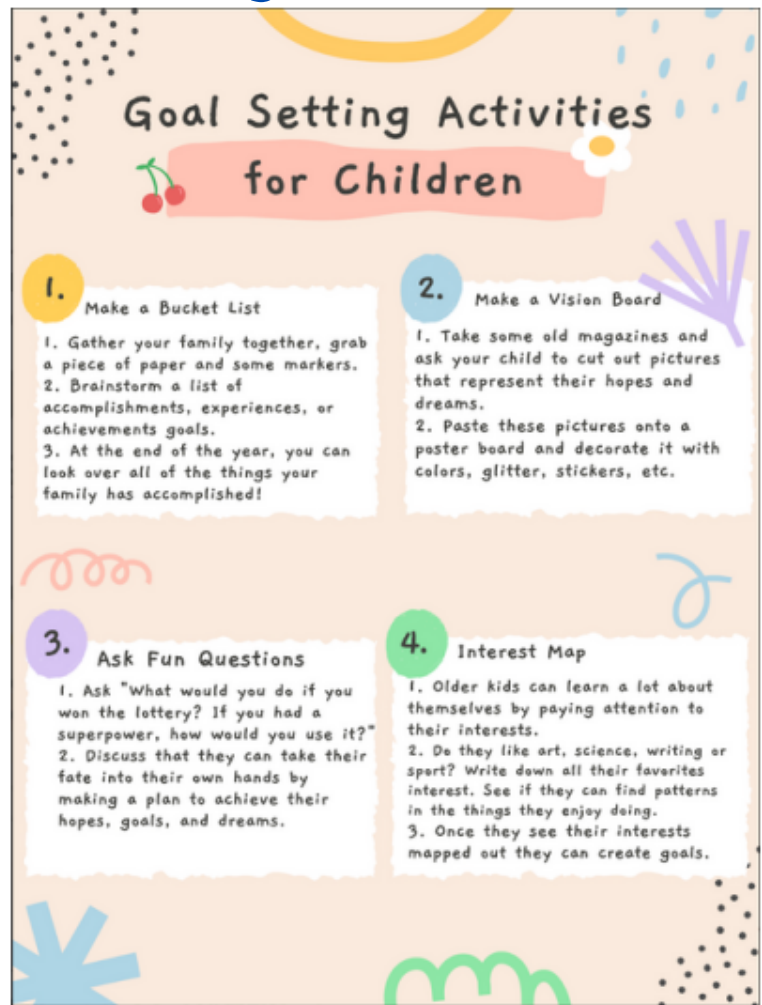 Goal Setting Activities
for Children
1.
Make a Bucket List
1. Gather your family together, grab
a piece of paper and some markers.
2. Brainstorm a list of
accomplishments, experiences, or
achievements goals.
3. At the end of the year, you can
look over all of the things your
family has accomplished!
2.
Make a Vision Board
1. Take some old magazines and
ask your child to cut out pictures
that represent their hopes and
dreams.
2. Paste these pictures onto a
poster board and decorate it with
colors, glitter, stickers, etc.
3.
Ask Fun Questions
1. Ask "What would you do if you
won the lottery? If you had a
superpower, how would you use it?"
2. Discuss that they can take their
fate into their own hands by
making a plan to achieve their
hopes, goals, and dreams.
4.
Interest Map
1. Older kids can learn a lot about
themselves by paying attention to
their interests.
2. Do they like art, science, writing or
sport? Write down all their favorites
interest. See if they can find patterns
in the things they enjoy doing.
3. Once they see their interests
mapped out they can create goals.